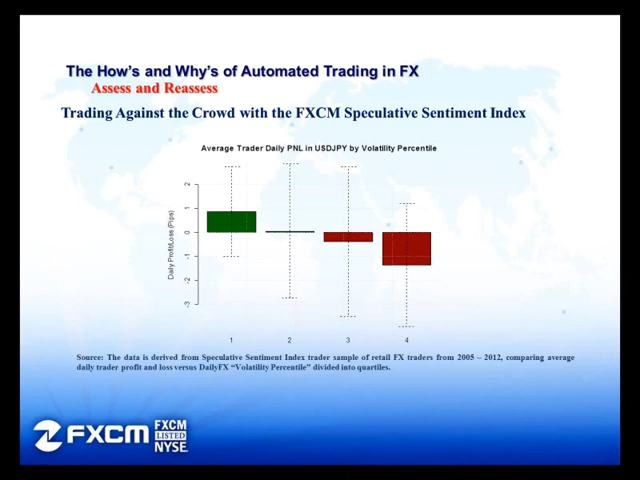 The How's and Why's of Automated Trading in FX
Assess and Reassess
Trading Against the Crowd with the FXCM Speculative Sentiment Index
Average Trader Daily PNL in USDJPY by Volatility Percentile
Daily Profit/Loss (Pips)
2
1
0
-1
-2
-3
1 2 3 4
Source: The data is derived from Speculative Sentiment Index trader sample of retail FX traders from 2005 – 2012, comparing average
daily trader profit and loss versus DailyFX “Volatility Percentile” divided into quartiles.
FXCM
FXCM
LISTED
NYSE